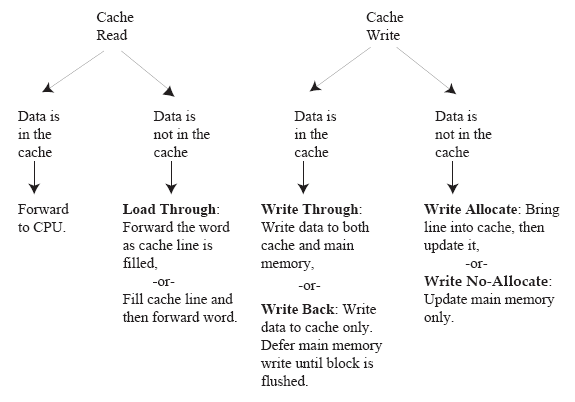 Cache
Read
Cache
Write
Data is
in the
cache
Data is
not in the
cache
Data is
in the
cache
Data is
not in the
cache
Forward
to CPU.
Load Through:
Forward the word
as cache line is
filled,
-or-
Fill cache line and
then forward word.
Write Through:
Write data to both
cache and main
memory,
-or-
Write Back: Write
data to cache only.
Defer main memory
write until block is
flushed.
Write Allocate: Bring
line into cache, then
update it,
-or-
Write No-Allocate:
Update main memory
only.